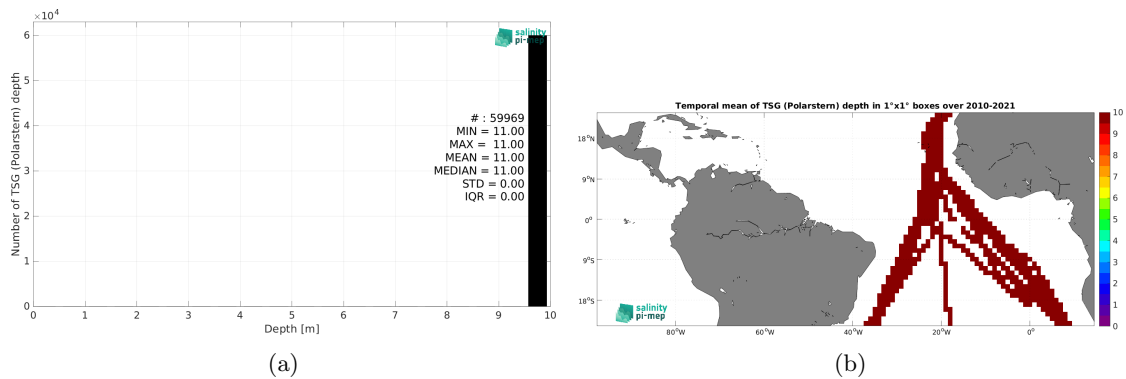 ×10⁴
6
5
4
3
2
1
0
Number of TSG (Polarstern) depth
salinity
pi-mep
# : 59969
MIN = 11.00
MAX = 11.00
MEAN = 11.00
MEDIAN = 11.00
STD = 0.00
IQR = 0.00
0 1 2 3 4 5 6 7 8 9 10
Depth [m]
(a)
Temporal mean of TSG (Polarstern) depth in 1°x1° boxes over 2010-2021
18°N
9°N
0°
9°S
18°S
80°W 60°W 40°W 20°W 0°
salinity
pi-mep
10
9
8
7
6
5
4
3
2
1
0
(b)